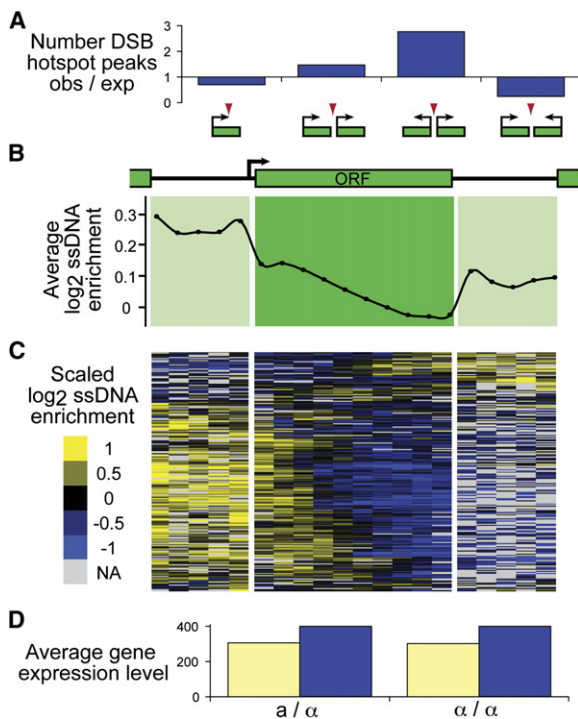 A
Number DSB
hotspot peaks
obs / exp
3
2
1
0
B
ORF
Average
log2 ssDNA
enrichment
0.3
0.2
0.1
0
C
Scaled
log2 ssDNA
enrichment
1
0.5
0
-0.5
-1
NA
D
Average gene
expression level
400
200
0
a / α
α / α